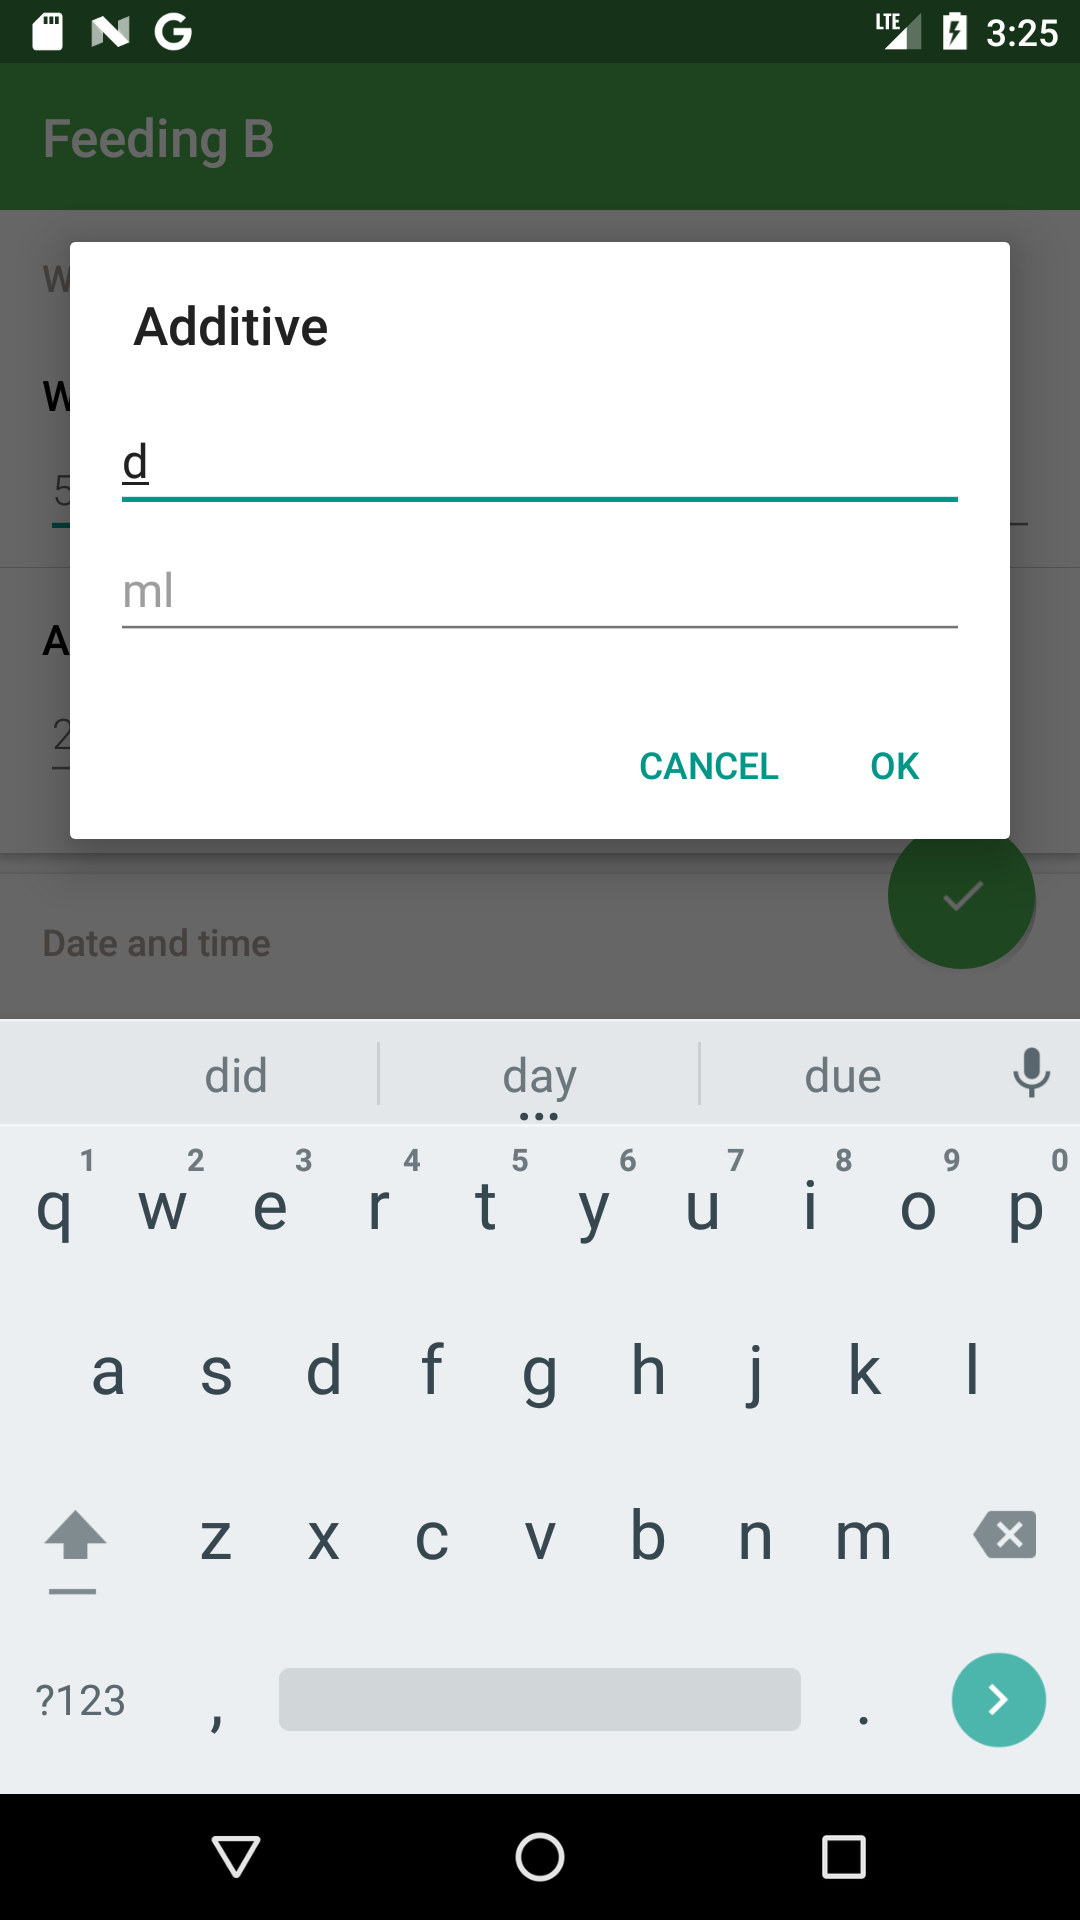 LTE 3:25
Feeding B
W
Additive
W
d
5
ml
A
2
CANCEL OK
Date and time
did day due
1 2 3 4 5 6 7 8 9 0
q w e r t y u i o p
a s d f g h j k l
z x c v b n m
?123 , .